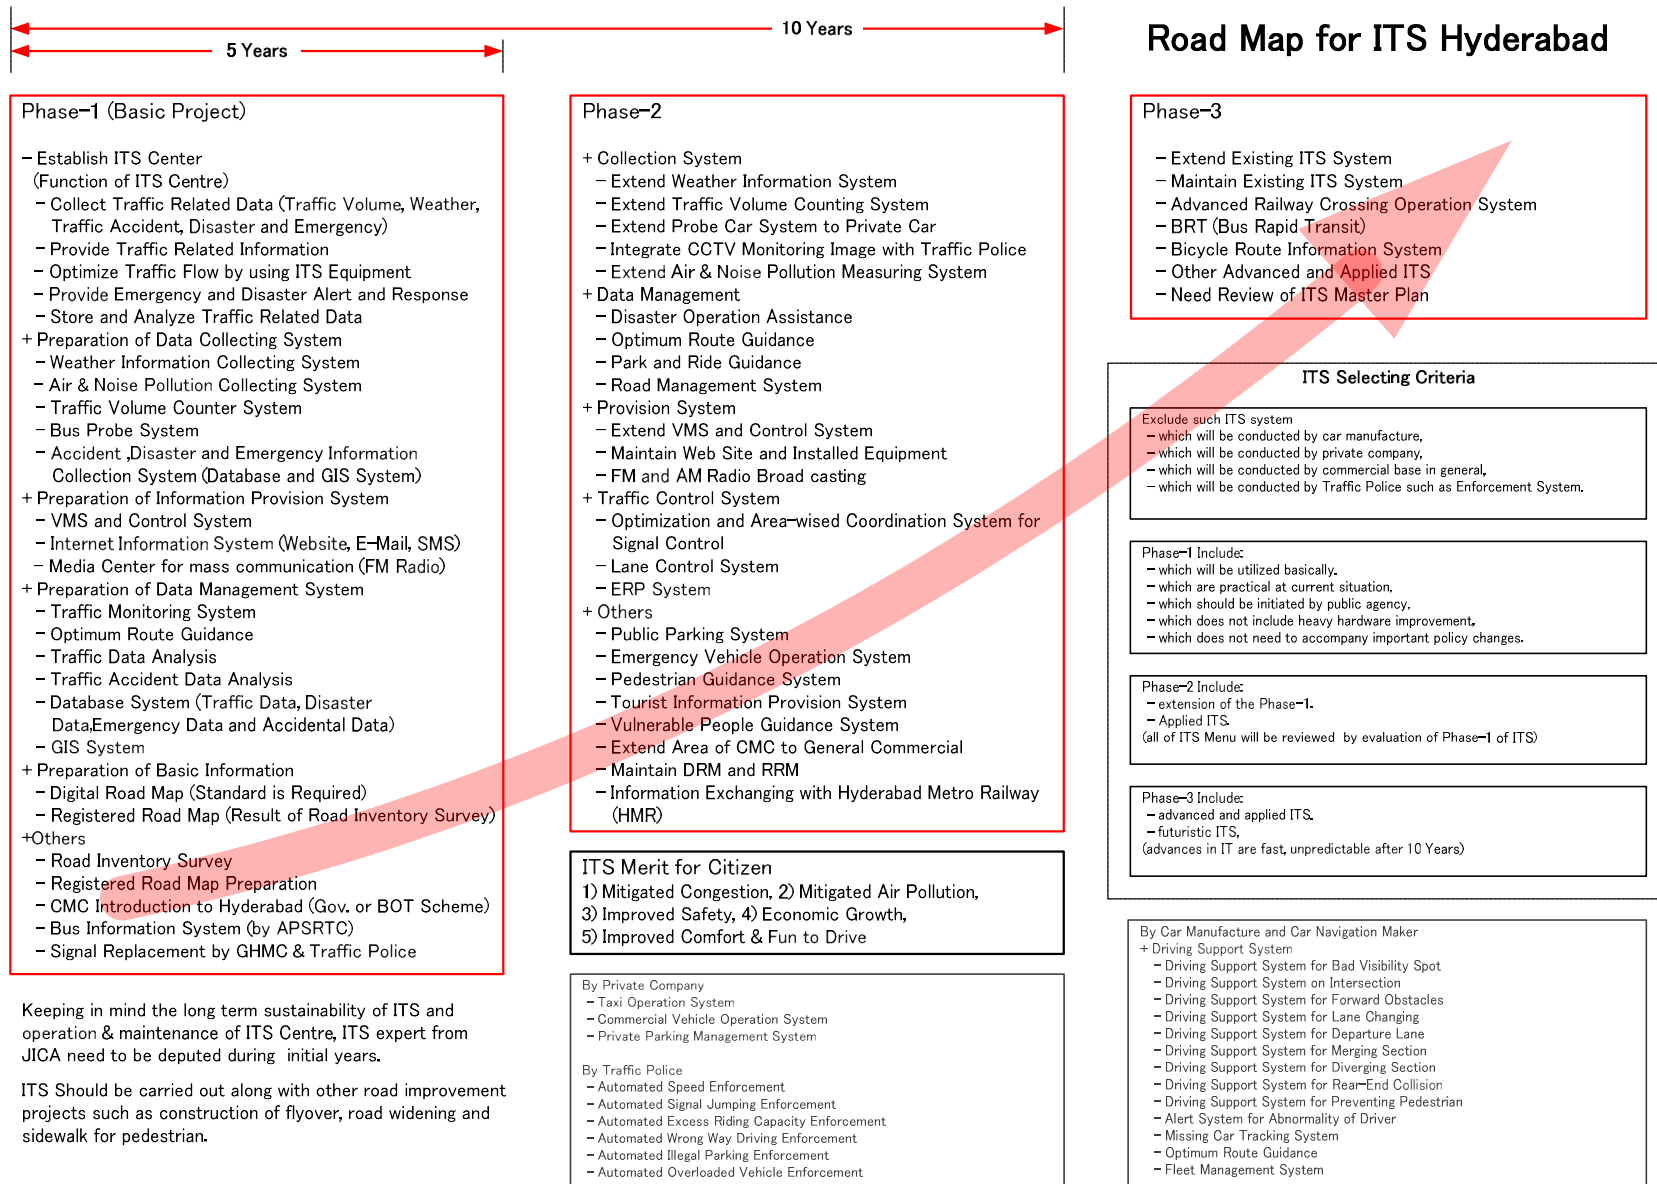 10 Years
5 Years
Road Map for ITS Hyderabad
Phase-1 (Basic Project)
- Establish ITS Center
(Function of ITS Centre)
- Collect Traffic Related Data (Traffic Volume, Weather,
Traffic Accident, Disaster and Emergency)
- Provide Traffic Related Information
- Optimize Traffic Flow by using ITS Equipment
- Provide Emergency and Disaster Alert and Response
- Store and Analyze Traffic Related Data
+ Preparation of Data Collecting System
- Weather Information Collecting System
- Air & Noise Pollution Collecting System
- Traffic Volume Counter System
- Bus Probe System
- Accident ,Disaster and Emergency Information
Collection System (Database and GIS System)
+ Preparation of Information Provision System
- VMS and Control System
- Internet Information System (Website, E-Mail, SMS)
- Media Center for mass communication (FM Radio)
+ Preparation of Data Management System
- Traffic Monitoring System
- Optimum Route Guidance
- Traffic Data Analysis
- Traffic Accident Data Analysis
- Database System (Traffic Data, Disaster
Data,Emergency Data and Accidental Data)
- GIS System
+ Preparation of Basic Information
- Digital Road Map (Standard is Required)
- Registered Road Map (Result of Road Inventory Survey)
+Others
- Road Inventory Survey
- Registered Road Map Preparation
- CMC Introduction to Hyderabad (Gov. or BOT Scheme)
- Bus Information System (by APSRTC)
- Signal Replacement by GHMC & Traffic Police
Keeping in mind the long term sustainability of ITS and
operation & maintenance of ITS Centre, ITS expert from
JICA need to be deputed during initial years.
ITS Should be carried out along with other road improvement
projects such as construction of flyover, road widening and
sidewalk for pedestrian.
Phase-2
+ Collection System
- Extend Weather Information System
- Extend Traffic Volume Counting System
- Extend Probe Car System to Private Car
- Integrate CCTV Monitoring Image with Traffic Police
- Extend Air & Noise Pollution Measuring System
+ Data Management
- Disaster Operation Assistance
- Optimum Route Guidance
- Park and Ride Guidance
- Road Management System
+ Provision System
- Extend VMS and Control System
- Maintain Web Site and Installed Equipment
- FM and AM Radio Broad casting
+ Traffic Control System
- Optimization and Area-wised Coordination System for
Signal Control
- Lane Control System
- ERP System
+ Others
- Public Parking System
- Emergency Vehicle Operation System
- Pedestrian Guidance System
- Tourist Information Provision System
- Vulnerable People Guidance System
- Extend Area of CMC to General Commercial
- Maintain DRM and RRM
- Information Exchanging with Hyderabad Metro Railway
(HMR)
ITS Merit for Citizen
1) Mitigated Congestion, 2) Mitigated Air Pollution,
3) Improved Safety, 4) Economic Growth,
5) Improved Comfort & Fun to Drive
By Private Company
- Taxi Operation System
- Commercial Vehicle Operation System
- Private Parking Management System
By Traffic Police
- Automated Speed Enforcement
- Automated Signal Jumping Enforcement
- Automated Excess Riding Capacity Enforcement
- Automated Wrong Way Driving Enforcement
- Automated Illegal Parking Enforcement
- Automated Overloaded Vehicle Enforcement
Phase-3
- Extend Existing ITS System
- Maintain Existing ITS System
- Advanced Railway Crossing Operation System
- BRT (Bus Rapid Transit)
- Bicycle Route Information System
- Other Advanced and Applied ITS
- Need Review of ITS Master Plan
ITS Selecting Criteria
Exclude such ITS system
- which will be conducted by car manufacture,
- which will be conducted by private company,
- which will be conducted by commercial base in general,
- which will be conducted by Traffic Police such as Enforcement System.
Phase-1 Include:
- which will be utilized basically.
- which are practical at current situation,
- which should be initiated by public agency,
- which does not include heavy hardware improvement,
- which does not need to accompany important policy changes.
Phase-2 Include:
- extension of the Phase-1.
- Applied ITS.
(all of ITS Menu will be reviewed by evaluation of Phase-1 of ITS)
Phase-3 Include:
- advanced and applied ITS.
- futuristic ITS,
(advances in IT are fast, unpredictable after 10 Years)
By Car Manufacture and Car Navigation Maker
+ Driving Support System
- Driving Support System for Bad Visibility Spot
- Driving Support System on Intersection
- Driving Support System for Forward Obstacles
- Driving Support System for Lane Changing
- Driving Support System for Departure Lane
- Driving Support System for Merging Section
- Driving Support System for Diverging Section
- Driving Support System for Rear-End Collision
- Driving Support System for Preventing Pedestrian
- Alert System for Abnormality of Driver
- Missing Car Tracking System
- Optimum Route Guidance
- Fleet Management System